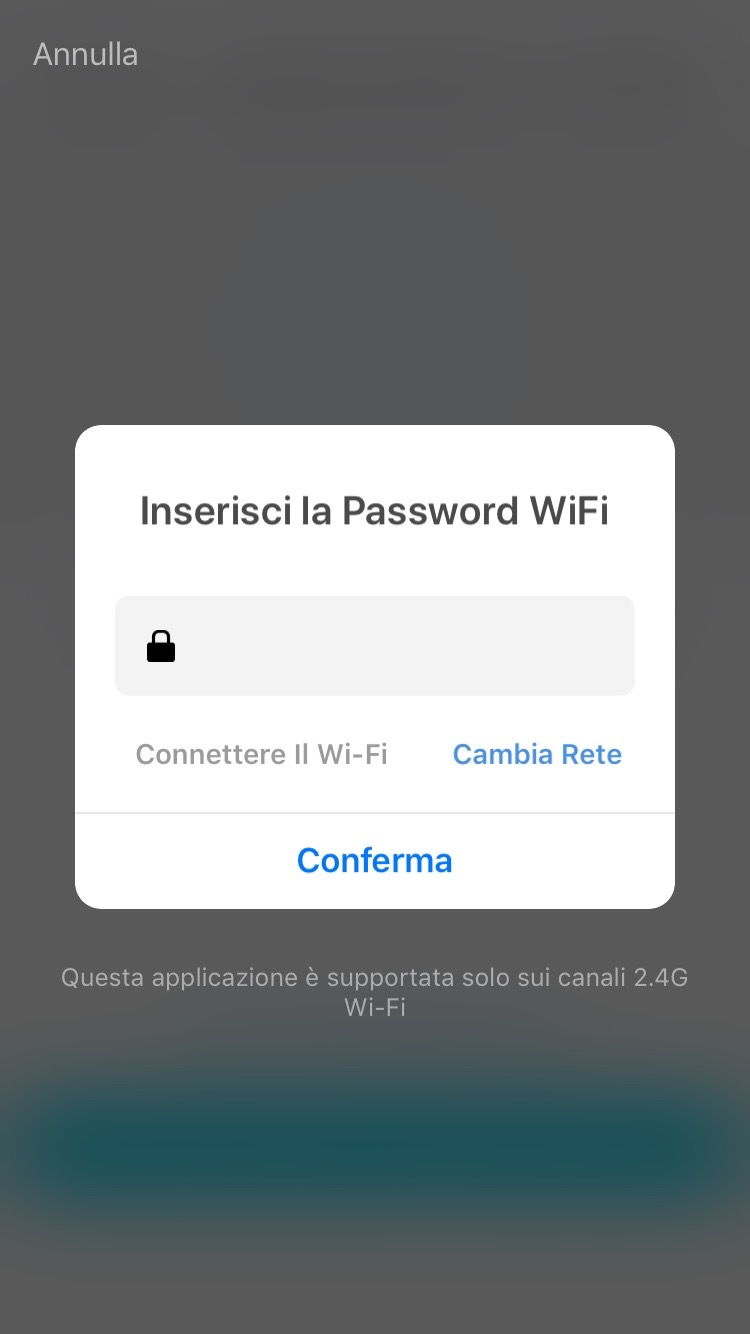 Annulla
Inserisci la Password WiFi
Connettere Il Wi-Fi
Cambia Rete
Conferma
Questa applicazione è supportata solo sui canali 2.4G
Wi-Fi